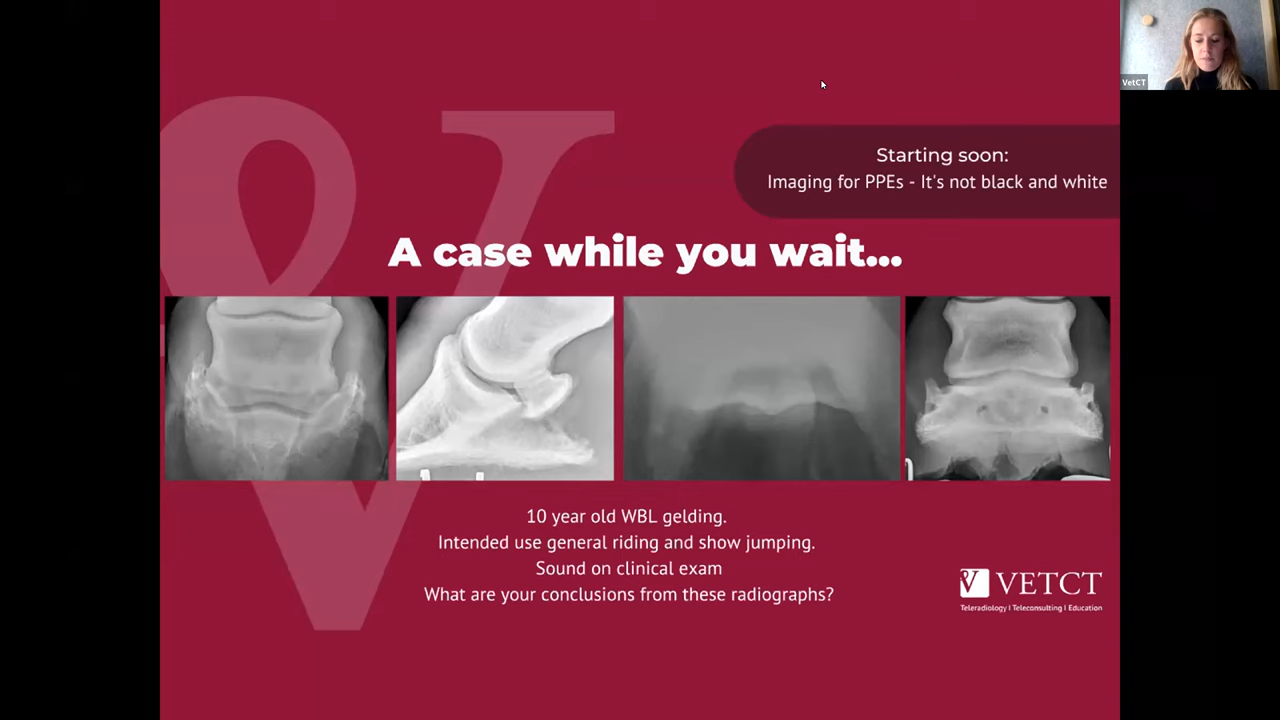 VetCT
Starting soon:
Imaging for PPEs - It's not black and white
A case while you wait...
10 year old WBL gelding.
Intended use general riding and show jumping.
Sound on clinical exam
What are your conclusions from these radiographs?
VETCT
Teleradiology | Teleconsulting | Education